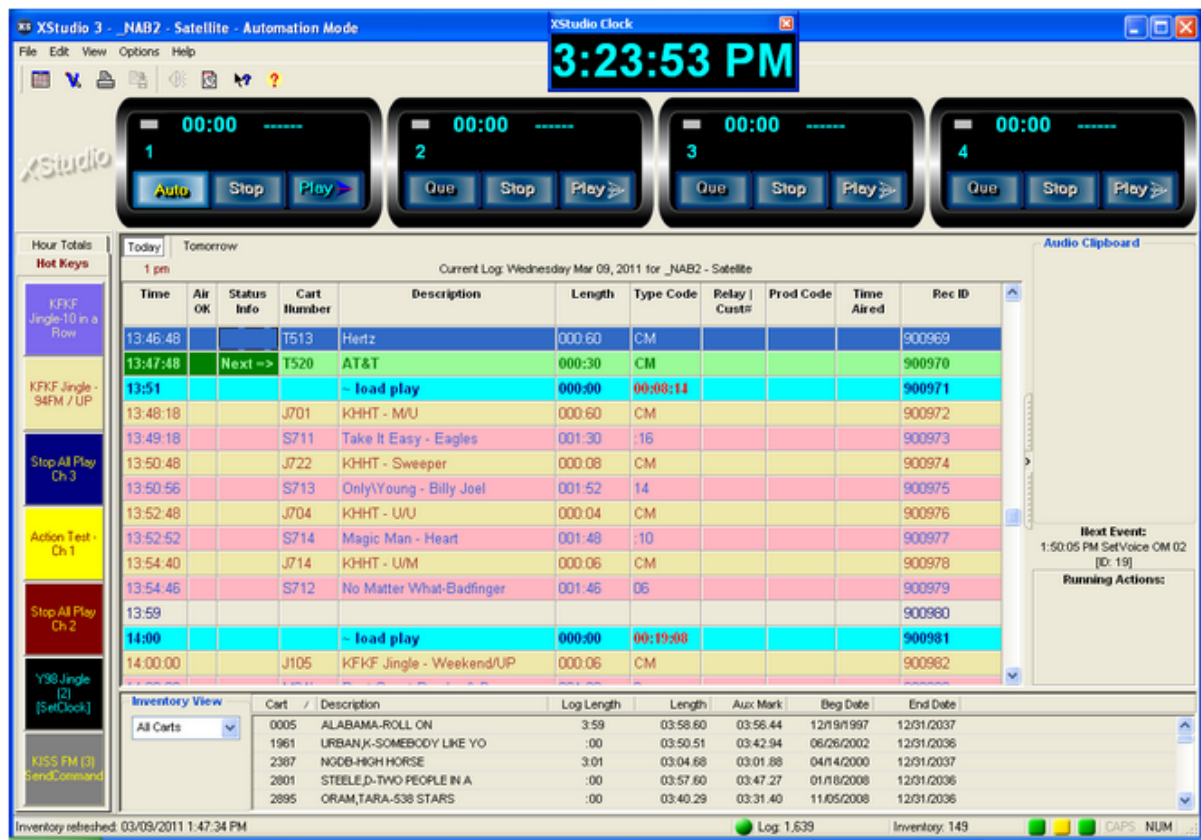 XStudio 3 - _NAB2 - Satellite - Automation Mode
XStudio Clock
3:23:53 PM
File Edit View Options Help
XStudio
00:00 ------
1
Auto Stop Play
00:00 ------
2
Que Stop Play
00:00 ------
3
Que Stop Play
00:00 ------
4
Que Stop Play
Hour Totals
Hot Keys
KFKF
Jingle-10 in a
Row
KFKF Jingle -
94FM / UP
Stop All Play
Ch 3
Action Test -
Ch 1
Stop All Play
Ch 2
Y98 Jingle
(2)
[SetClock]
KISS FM (3)
SendCommand
Today Tomorrow
1 pm Current Log: Wednesday Mar 09, 2011 for _NAB2 - Satellite
Time Air OK Status Info Cart Number Description Length Type Code Relay | Cust# Prod Code Time Aired Rec ID
13:46:48 T513 Hertz 000:60 CM 900969
13:47:48 Next => T520 AT&T 000:30 CM 900970
13:51 ~ load play 000:00 00:08:14 900971
13:48:18 J701 KHHT - M/U 000:60 CM 900972
13:49:18 S711 Take It Easy - Eagles 001:30 :16 900973
13:50:48 J722 KHHT - Sweeper 000:08 CM 900974
13:50:56 S713 Only\Young - Billy Joel 001:52 14 900975
13:52:48 J704 KHHT - U/U 000:04 CM 900976
13:52:52 S714 Magic Man - Heart 001:48 :10 900977
13:54:40 J714 KHHT - U/M 000:06 CM 900978
13:54:46 S712 No Matter What-Badfinger 001:46 06 900979
13:59 900980
14:00 ~ load play 000:00 00:19:08 900981
14:00:00 J105 KFKF Jingle - Weekend/UP 000:06 CM 900982
Audio Clipboard
Next Event:
1:50:05 PM SetVoice OM 02
[ID: 19]
Running Actions:
Inventory View
All Carts
Cart / Description Log Length Length Aux Mark Beg Date End Date
0005 ALABAMA-ROLL ON 3:59 03:58.60 03:56.44 12/19/1997 12/31/2037
1961 URBAN,K-SOMEBODY LIKE YO :00 03:50.51 03:42.94 06/26/2002 12/31/2036
2387 NGDB-HIGH HORSE 3:01 03:04.68 03:01.88 04/14/2000 12/31/2037
2801 STEELE,D-TWO PEOPLE IN A :00 03:57.60 03:47.27 01/18/2008 12/31/2036
2895 ORAM,TARA-538 STARS :00 03:40.29 03:31.40 11/05/2008 12/31/2036
Inventory refreshed: 03/09/2011 1:47:34 PM Log: 1,639 Inventory: 149 CAPS NUM